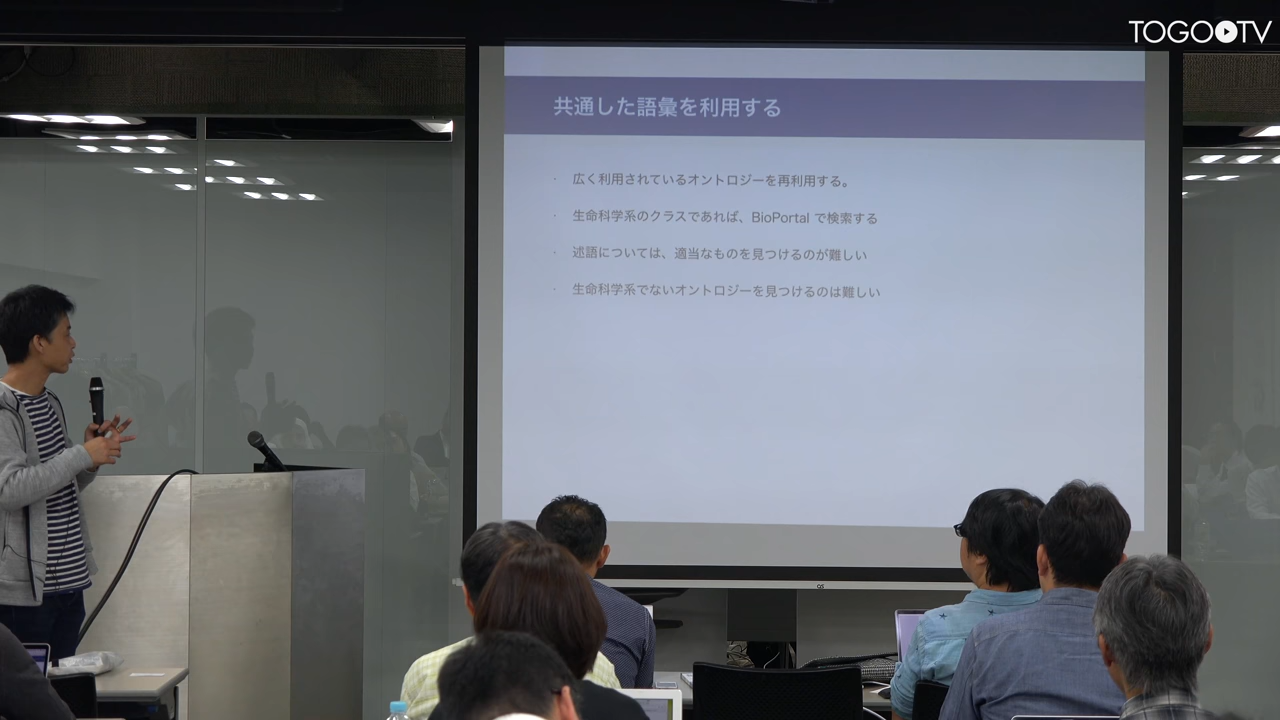 TOGO TV
共通した語彙を利用する
・ 広く利用されているオントロジーを再利用する。
・ 生命科学系のクラスであれば、BioPortal で検索する
・ 述語については、適当なものを見つけるのが難しい
・ 生命科学系でないオントロジーを見つけるのは難しい